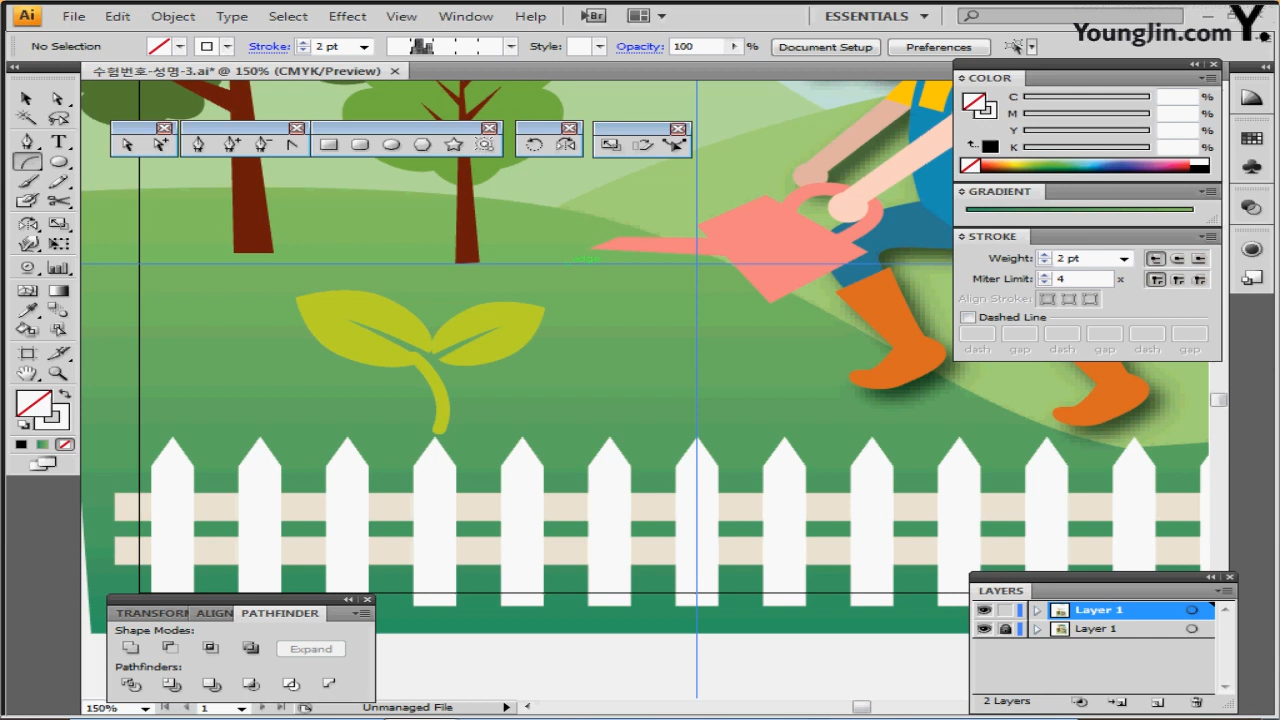 Ai File Edit Object Type Select Effect View Window Help Br ESSENTIALS
YoungJin.com Y.
No Selection Stroke: 2 pt Style: Opacity: 100 % Document Setup Preferences
수험번호-성명-3.ai* @ 150% (CMYK/Preview)
COLOR
C %
M %
Y %
K %
GRADIENT
STROKE
Weight: 2 pt
Miter Limit: 4 x
Align Stroke:
Dashed Line
dash gap dash gap dash gap
LAYERS
Layer 1
Layer 1
2 Layers
TRANSFORM ALIGN PATHFINDER
Shape Modes:
Expand
Pathfinders:
150% 1 Unmanaged File